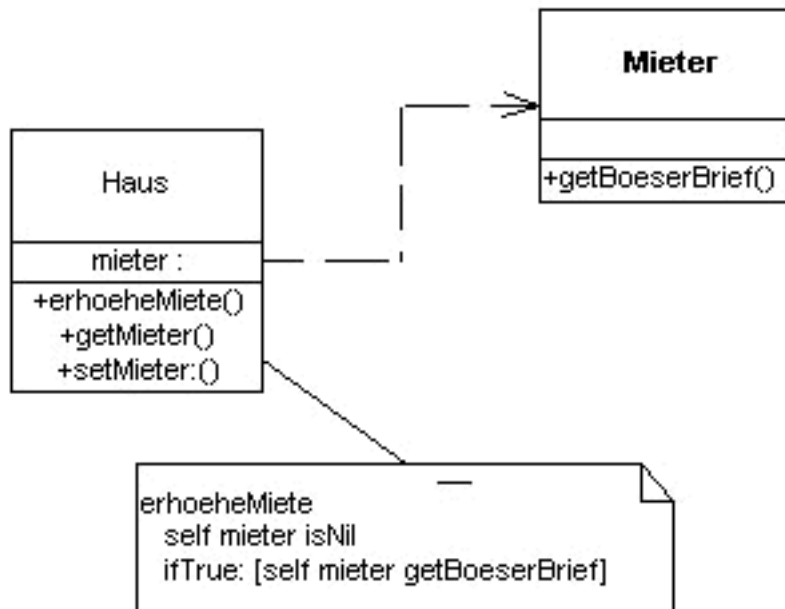 Mieter
+getBoeserBrief()
Haus
mieter :
+erhoeheMiete()
+getMieter()
+setMieter:()
erhoeheMiete
self mieter isNil
ifTrue: [self mieter getBoeserBrief]